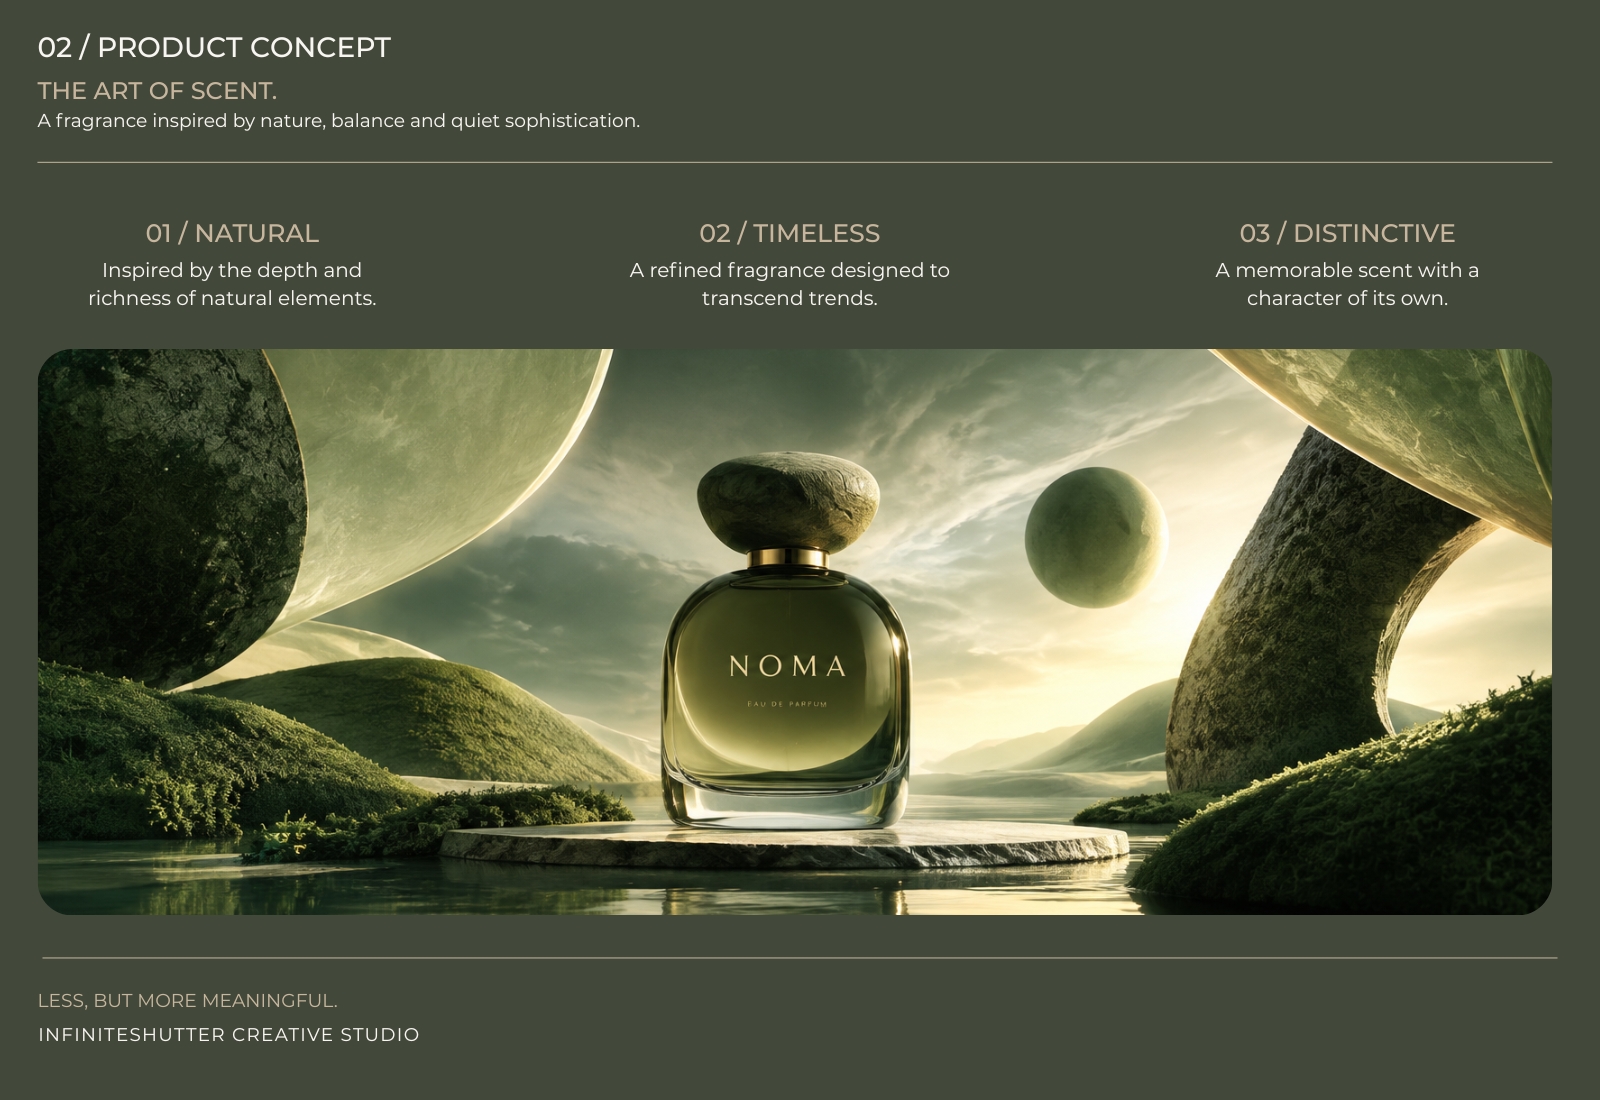 02 / PRODUCT CONCEPT
THE ART OF SCENT.
A fragrance inspired by nature, balance and quiet sophistication.
01 / NATURAL
Inspired by the depth and
richness of natural elements.
02 / TIMELESS
A refined fragrance designed to
transcend trends.
03 / DISTINCTIVE
A memorable scent with a
character of its own.
NOMA
EAU DE PARFUM
LESS, BUT MORE MEANINGFUL.
INFINITESHUTTER CREATIVE STUDIO